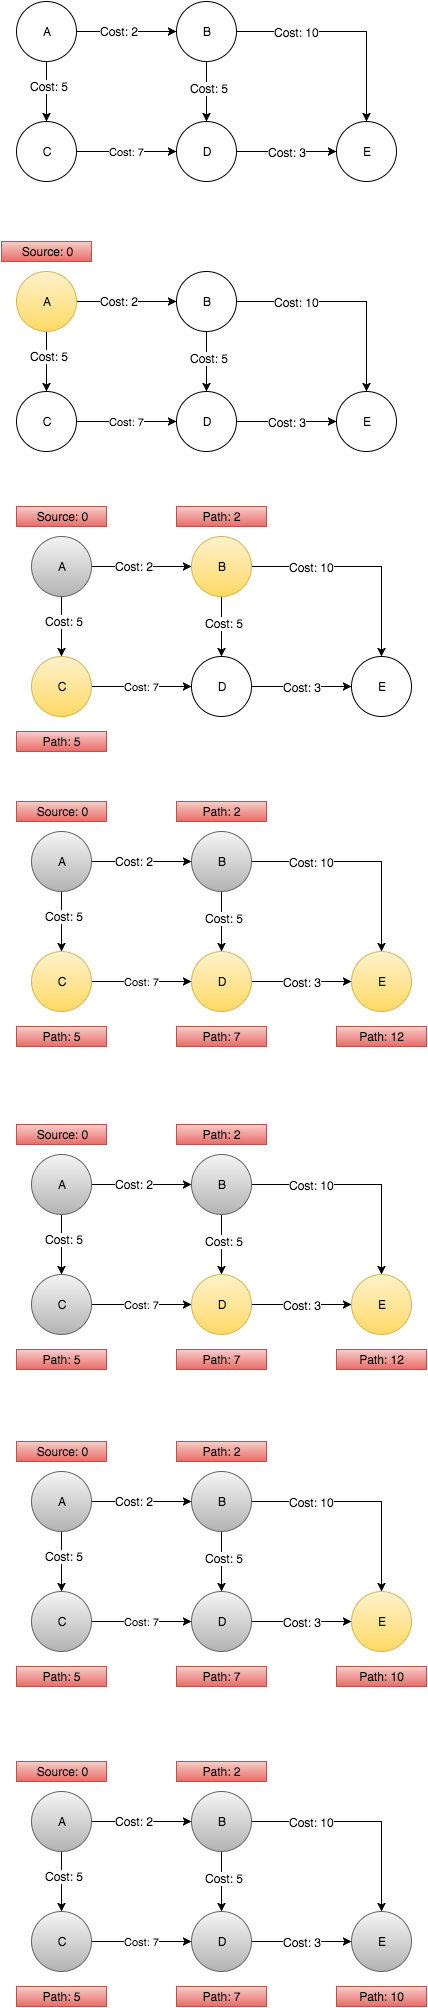 A
Cost: 2
B
Cost: 10
Cost: 5
Cost: 5
C
Cost: 7
D
Cost: 3
E
Source: 0
A
Cost: 2
B
Cost: 10
Cost: 5
Cost: 5
C
Cost: 7
D
Cost: 3
E
Source: 0
Path: 2
A
Cost: 2
B
Cost: 10
Cost: 5
Cost: 5
C
Cost: 7
D
Cost: 3
E
Path: 5
Source: 0
Path: 2
A
Cost: 2
B
Cost: 10
Cost: 5
Cost: 5
C
Cost: 7
D
Cost: 3
E
Path: 5
Path: 7
Path: 12
Source: 0
Path: 2
A
Cost: 2
B
Cost: 10
Cost: 5
Cost: 5
C
Cost: 7
D
Cost: 3
E
Path: 5
Path: 7
Path: 12
Source: 0
Path: 2
A
Cost: 2
B
Cost: 10
Cost: 5
Cost: 5
C
Cost: 7
D
Cost: 3
E
Path: 5
Path: 7
Path: 10
Source: 0
Path: 2
A
Cost: 2
B
Cost: 10
Cost: 5
Cost: 5
C
Cost: 7
D
Cost: 3
E
Path: 5
Path: 7
Path: 10